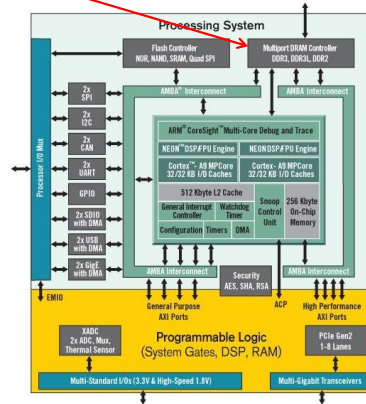 Processing System
Flash Controller
NOR, NAND, SRAM, Quad SPI
Multiport DRAM Controller
DDR3, DDR3L, DDR2
AMBA® Interconnect
AMBA Interconnect
Processor I/O Mux
2x
SPI
2x
I2C
2x
CAN
2x
UART
GPIO
2x SDIO
with DMA
2x USB
with DMA
2x GigE
with DMA
ARM® CoreSight™ Multi-Core Debug and Trace
NEON™ DSP/FPU Engine
NEON DSP/FPU Engine
Cortex™- A9 MPCore
32/32 KB I/D Caches
Cortex- A9 MPCore
32/32 KB I/D Caches
512 Kbyte L2 Cache
General Interrupt
Controller
Watchdog
Timer
Configuration
Timers
DMA
Snoop
Control
Unit
256 Kbyte
On-Chip
Memory
AMBA Interconnect
Security
AES, SHA, RSA
AMBA Interconnect
EMIO
General Purpose
AXI Ports
ACP
High Performance
AXI Ports
XADC
2x ADC, Mux,
Thermal Sensor
Programmable Logic
(System Gates, DSP, RAM)
PCIe Gen2
1-8 Lanes
Multi-Standard I/Os (3.3V & High-Speed 1.8V)
Multi-Gigabit Transceivers